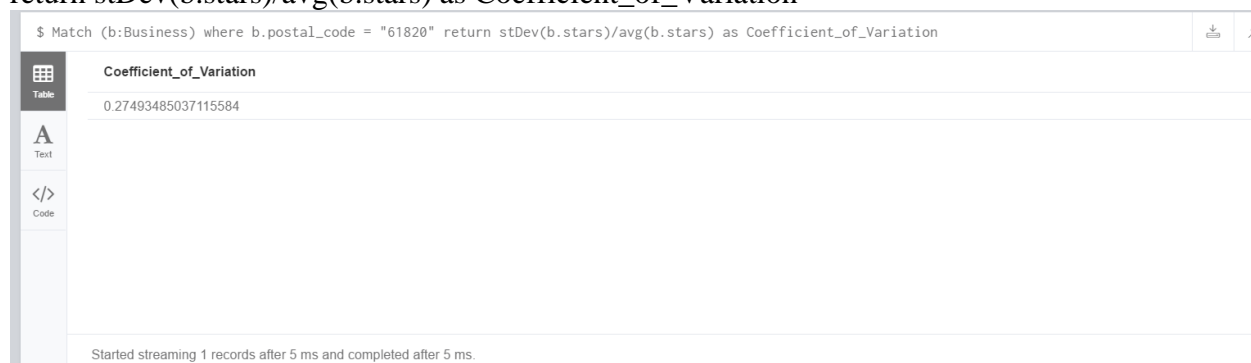 return stDev(b.stars)/avg(b.stars) as Coefficient_of_Variation
$ Match (b:Business) where b.postal_code = "61820" return stDev(b.stars)/avg(b.stars) as Coefficient_of_Variation
Coefficient_of_Variation
Table
0.27493485037115584
A
Text
</>
Code
Started streaming 1 records after 5 ms and completed after 5 ms.